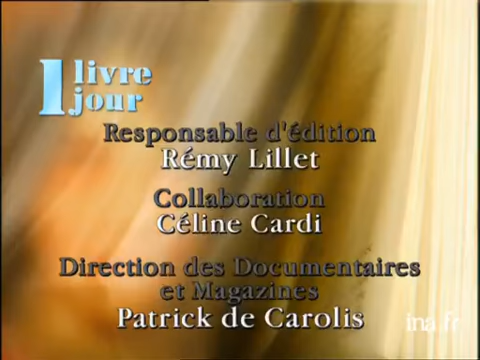 1 livre
jour
Responsable d'édition
Rémy Lillet
Collaboration
Céline Cardi
Direction des Documentaires
et Magazines
Patrick de Carolis
ina.fr